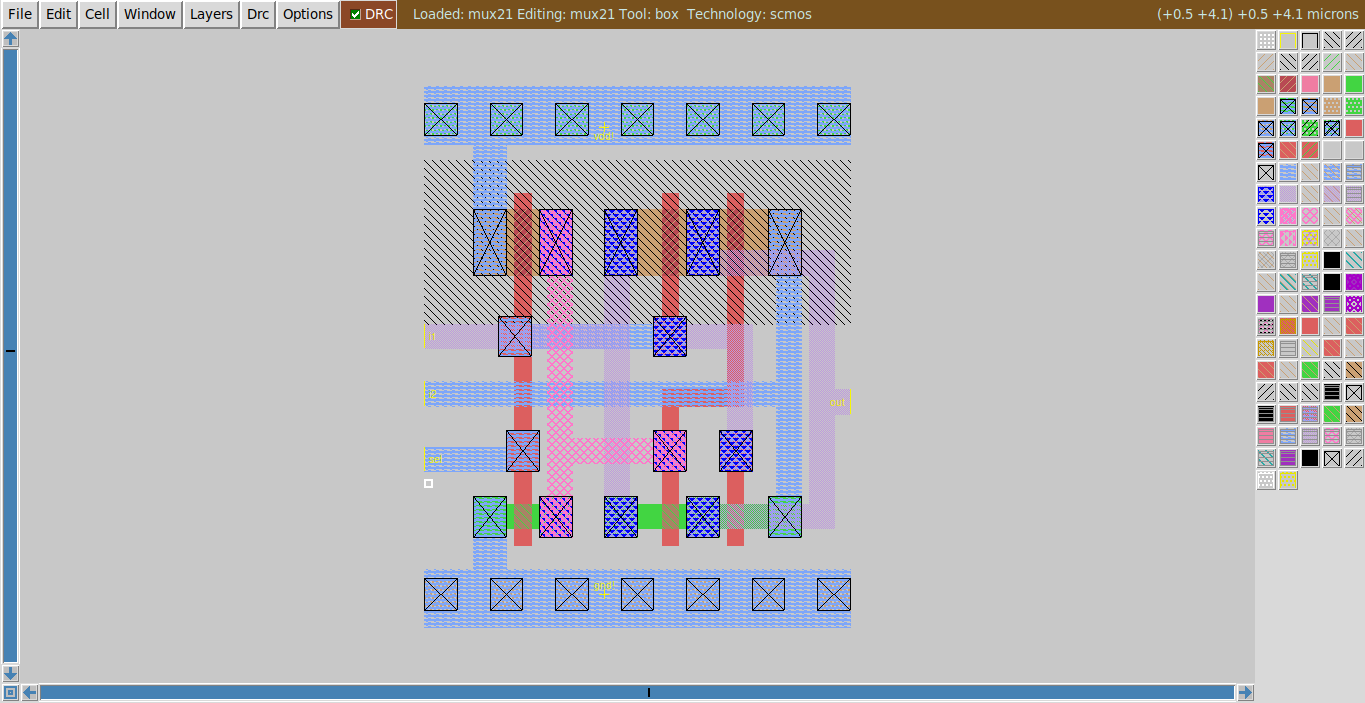 File Edit Cell Window Layers Drc Options DRC Loaded: mux21 Editing: mux21 Tool: box Technology: scmos (+0.5 +4.1) +0.5 +4.1 microns
vdd!
i1
i2
out
sel
gnd!